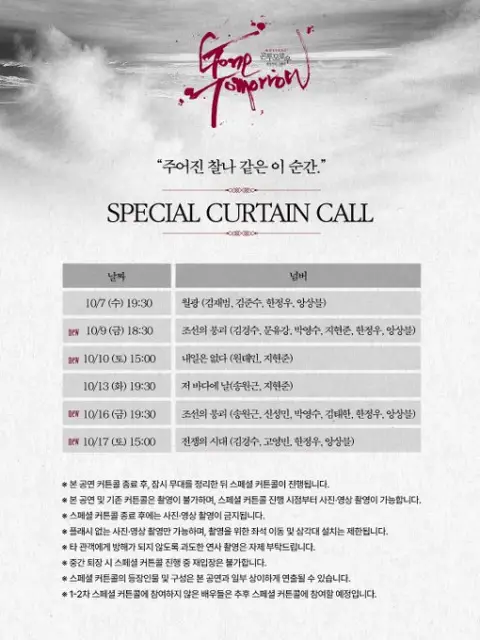 Gone
Tomorrow
곤투모로우
"주어진 찰나 같은 이 순간."
SPECIAL CURTAIN CALL
날짜 넘버
10/7 (수) 19:30 월광 (김재범, 김준수, 한정우, 앙상블)
new 10/9 (금) 18:30 조선의 붕괴 (김경수, 문유강, 박영수, 지현준, 한정우, 앙상블)
new 10/10 (토) 15:00 내일은 없다 (원태민, 지현준)
10/13 (화) 19:30 저 바다에 날(송원근, 지현준)
new 10/16 (금) 19:30 조선의 붕괴 (송원근, 신성민, 박영수, 김태한, 한정우, 앙상블)
new 10/17 (토) 15:00 전쟁의 시대 (김경수, 고영빈, 한정우, 앙상블)
※ 본 공연 커튼콜 종료 후, 잠시 무대를 정리한 뒤 스페셜 커튼콜이 진행됩니다.
※ 본 공연 및 기존 커튼콜은 촬영이 불가하며, 스페셜 커튼콜 진행 시점부터 사진·영상 촬영이 가능합니다.
※ 스페셜 커튼콜 종료 후에는 사진·영상 촬영이 금지됩니다.
※ 플래시 없는 사진·영상 촬영만 가능하며, 촬영을 위한 좌석 이동 및 삼각대 설치는 제한됩니다.
※ 타 관객에게 방해가 되지 않도록 과도한 연사 촬영은 자제 부탁드립니다.
※ 중간 퇴장 시 스페셜 커튼콜 진행 중 재입장은 불가합니다.
※ 스페셜 커튼콜의 등장인물 및 구성은 본 공연과 일부 상이하게 연출될 수 있습니다.
※ 1-2차 스페셜 커튼콜에 참여하지 않은 배우들은 추후 스페셜 커튼콜에 참여할 예정입니다.